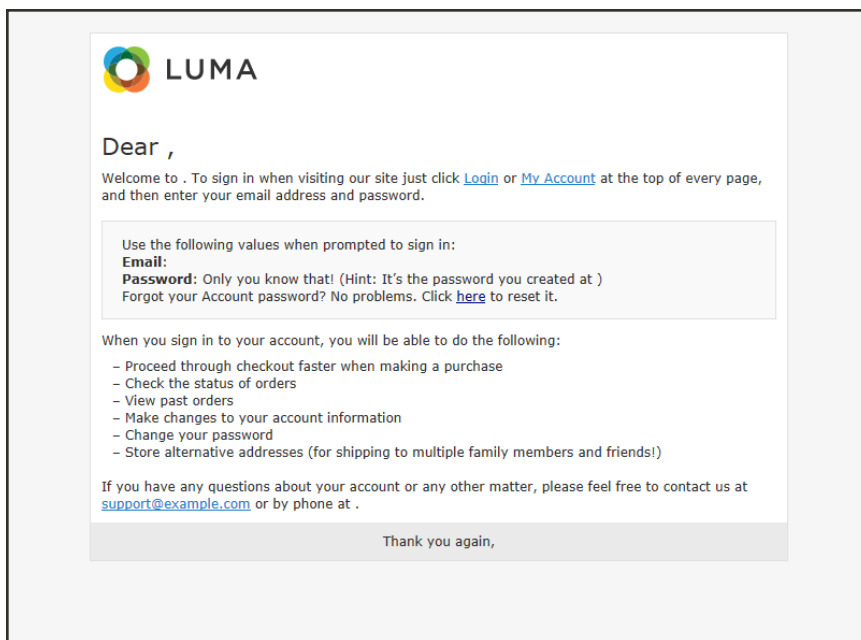 LUMA
Dear ,
Welcome to . To sign in when visiting our site just click Login or My Account at the top of every page,
and then enter your email address and password.
Use the following values when prompted to sign in:
Email:
Password: Only you know that! (Hint: It's the password you created at )
Forgot your Account password? No problems. Click here to reset it.
When you sign in to your account, you will be able to do the following:
– Proceed through checkout faster when making a purchase
– Check the status of orders
– View past orders
– Make changes to your account information
– Change your password
– Store alternative addresses (for shipping to multiple family members and friends!)
If you have any questions about your account or any other matter, please feel free to contact us at
support@example.com or by phone at .
Thank you again,